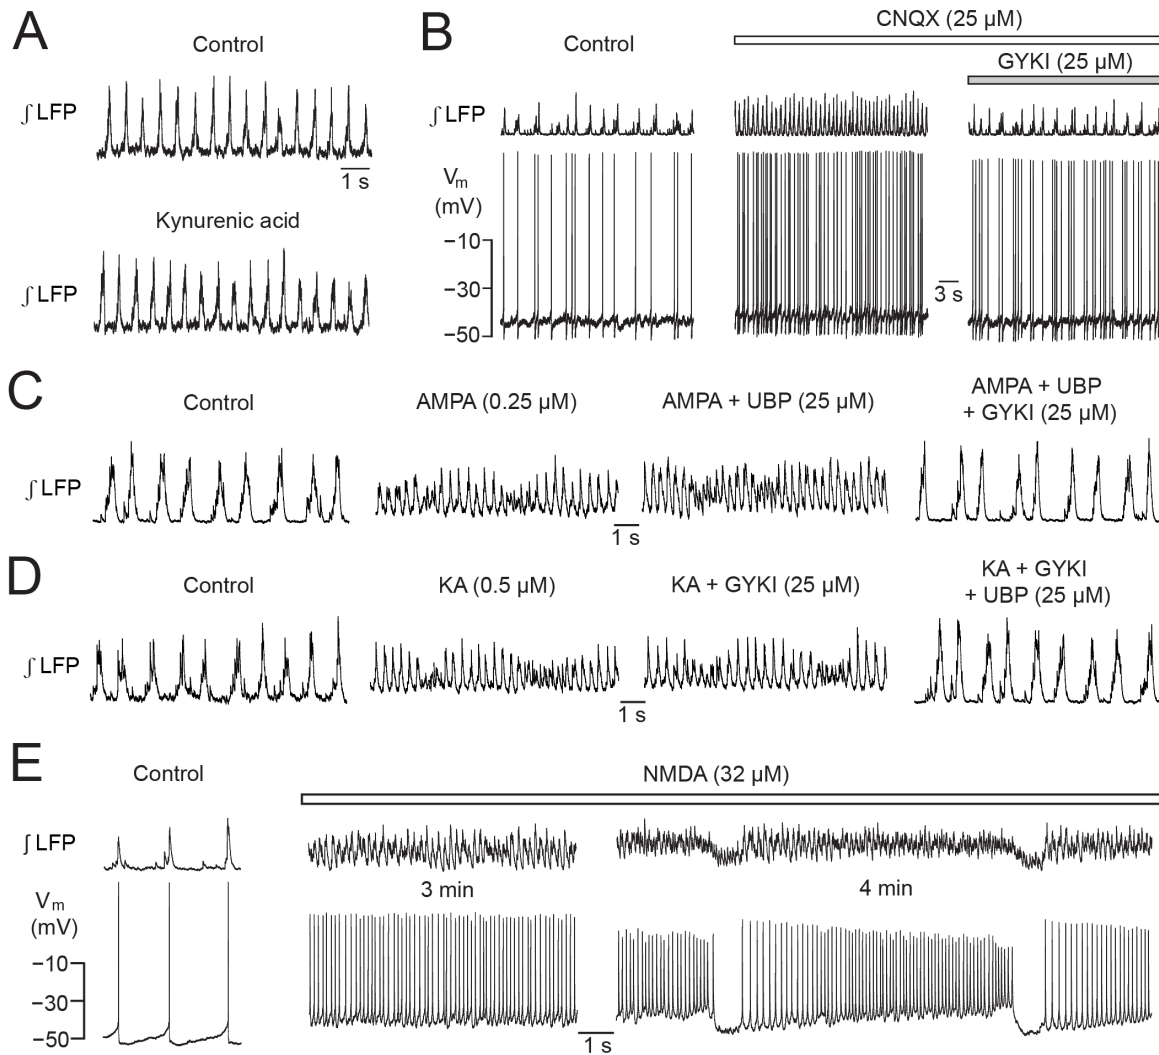 A
Control
∫ LFP
1 s
Kynurenic acid
∫ LFP
B
CNQX (25 µM)
Control
GYKI (25 µM)
∫ LFP
Vm
(mV)
−10
−30
−50
3 s
C
Control
AMPA (0.25 µM)
AMPA + UBP (25 µM)
AMPA + UBP
+ GYKI (25 µM)
∫ LFP
1 s
D
Control
KA (0.5 µM)
KA + GYKI (25 µM)
KA + GYKI
+ UBP (25 µM)
∫ LFP
1 s
E
Control
NMDA (32 µM)
∫ LFP
3 min
4 min
Vm
(mV)
−10
−30
−50
1 s